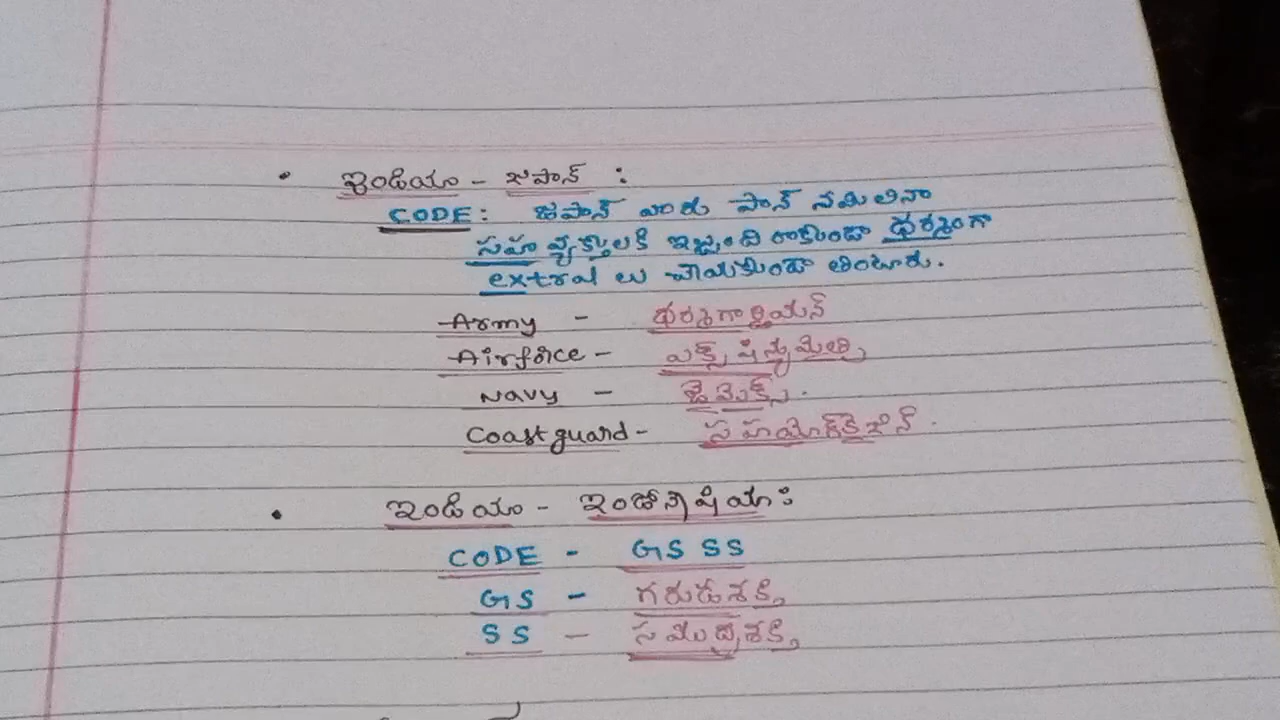 ఇండియా - జపాన్ :
CODE: జపాన్ వారు పాన్ నమిలినా
సహ వ్యక్తులకి ఇబ్బంది రాకుండా ధర్మంగా
extraలు చేయకుండా తింటారు.
Army - ధర్మగార్డియన్
Airforce - ఎక్స్ షిన్యుమైత్రి
Navy - జైమెక్స్.
Coastguard - సహయోగ్ కైజిన్.
ఇండియా - ఇండోనేషియా :
CODE - GS SS
GS - గరుడశక్తి
SS - సముద్రశక్తి